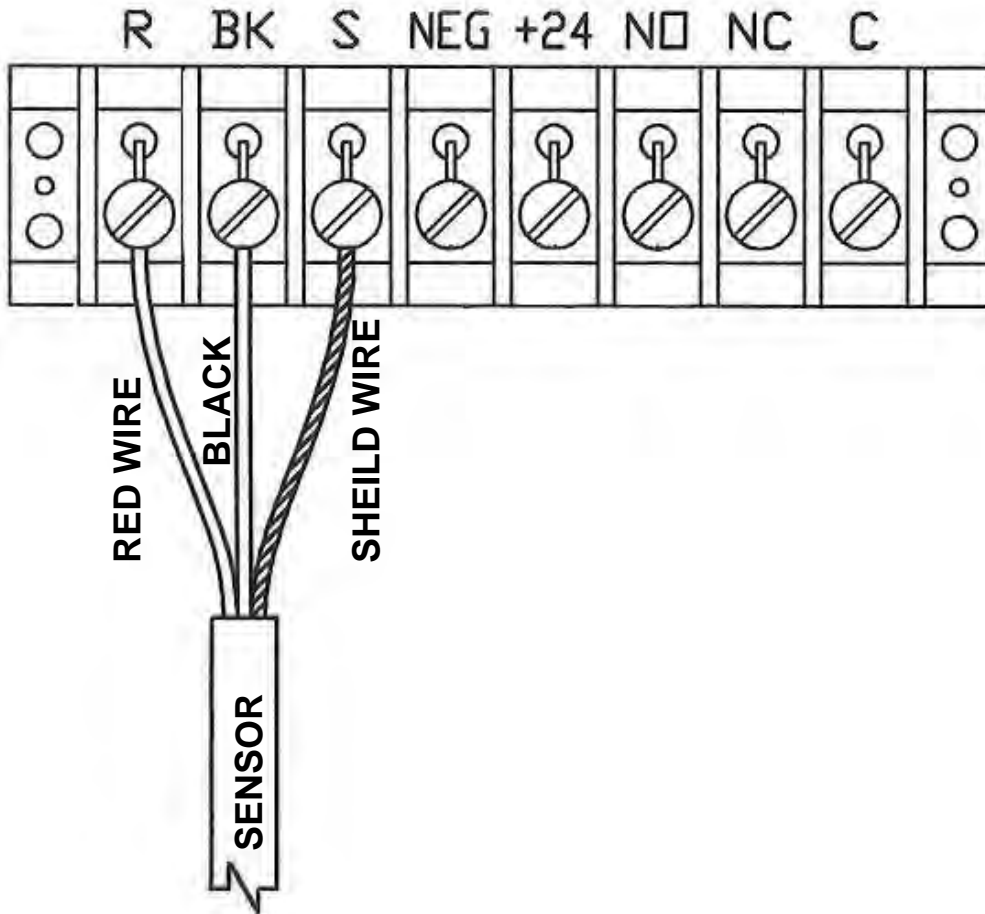 R BK S NEG +24 NO NC C
RED WIRE
BLACK
SHEILD WIRE
SENSOR